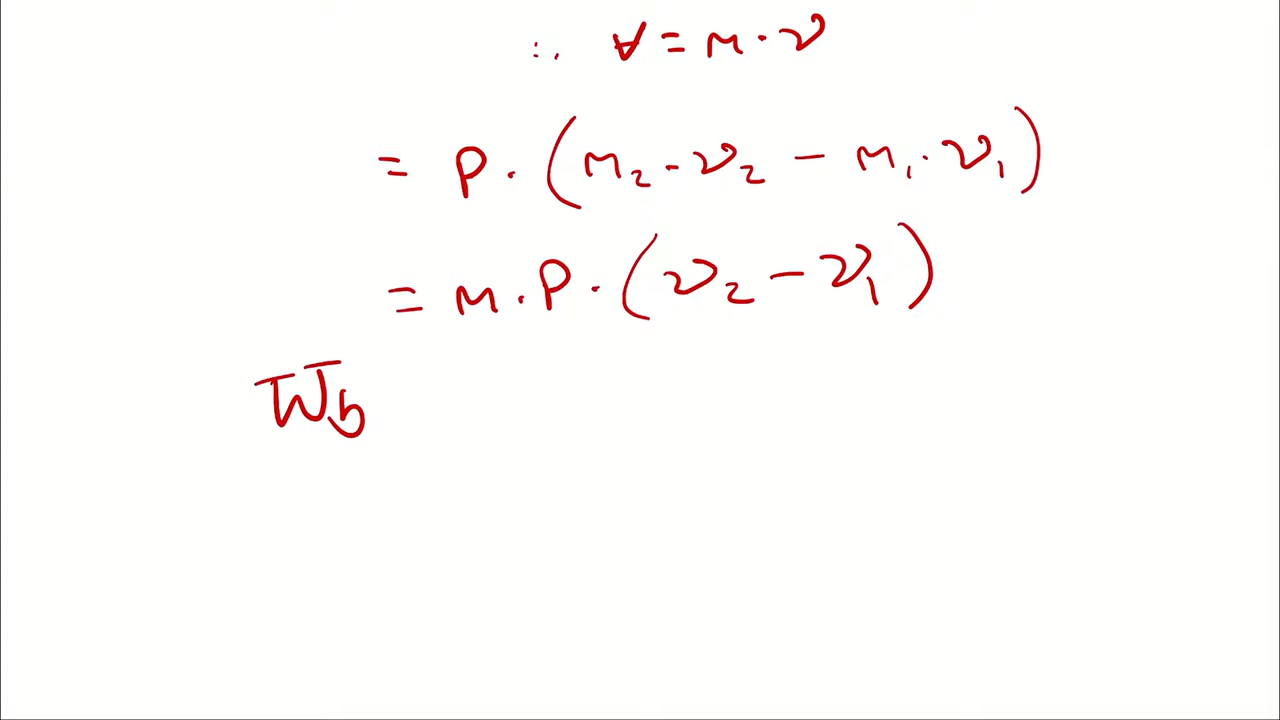 ∴ V = m · v
= P · (m₂ · v₂ − m₁ · v₁)
= m · P · (v₂ − v₁)
W_b